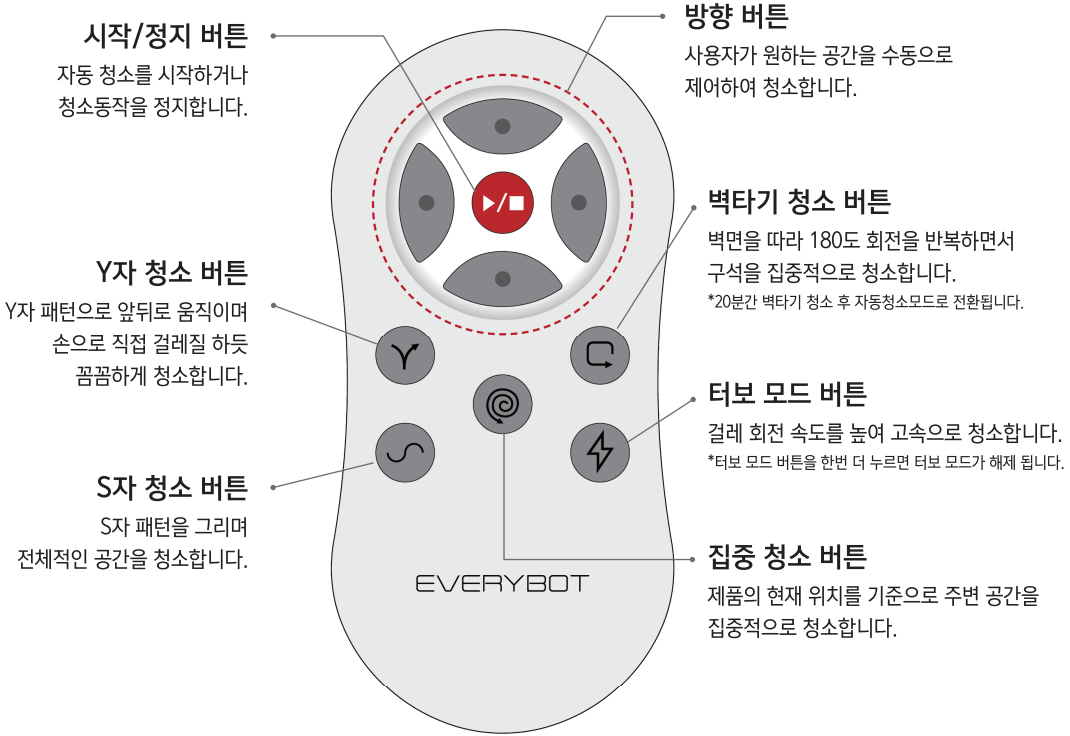 시작/정지 버튼
자동 청소를 시작하거나
청소동작을 정지합니다.
방향 버튼
사용자가 원하는 공간을 수동으로
제어하여 청소합니다.
벽타기 청소 버튼
벽면을 따라 180도 회전을 반복하면서
구석을 집중적으로 청소합니다.
*20분간 벽타기 청소 후 자동청소모드로 전환됩니다.
Y자 청소 버튼
Y자 패턴으로 앞뒤로 움직이며
손으로 직접 걸레질 하듯
꼼꼼하게 청소합니다.
터보 모드 버튼
걸레 회전 속도를 높여 고속으로 청소합니다.
*터보 모드 버튼을 한번 더 누르면 터보 모드가 해제 됩니다.
S자 청소 버튼
S자 패턴을 그리며
전체적인 공간을 청소합니다.
집중 청소 버튼
제품의 현재 위치를 기준으로 주변 공간을
집중적으로 청소합니다.
EVERYBOT